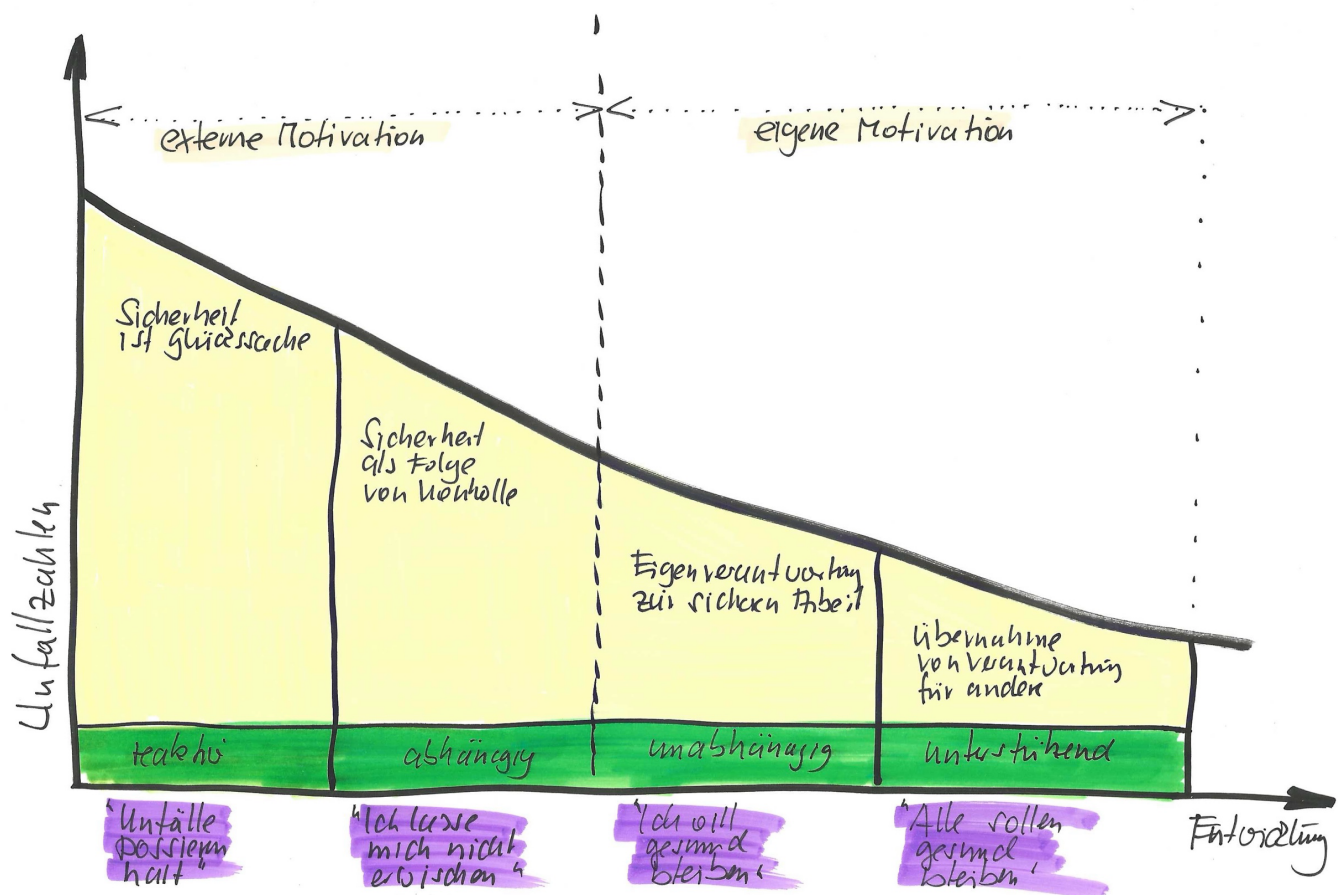 externe Motivation
eigene Motivation
Sicherheit
ist Glückssache
Sicherheit
als Folge
von Kontrolle
Eigenverantwortung
zur sichern Arbeit
Übernahme
von Verantwortung
für andere
Unfallzahlen
reaktiv
abhängig
unabhängig
unterstützend
"Unfälle
passieren
halt"
"Ich lasse
mich nicht
erwischen"
"Ich will
gesund
bleiben"
"Alle sollen
gesund
bleiben"
Entwicklung